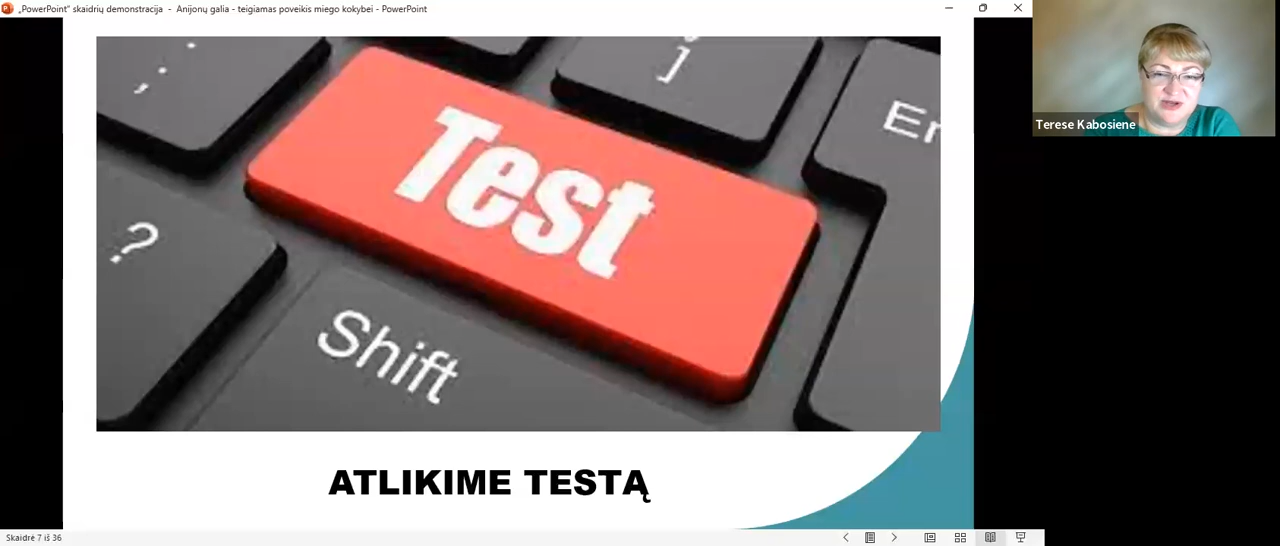 „PowerPoint" skaidrių demonstracija - Anijonų galia - teigiamas poveikis miego kokybei - PowerPoint
Terese Kabosiene
;
]
En
Test
?
Shift
ATLIKIME TESTĄ
Skaidrė 7 iš 36